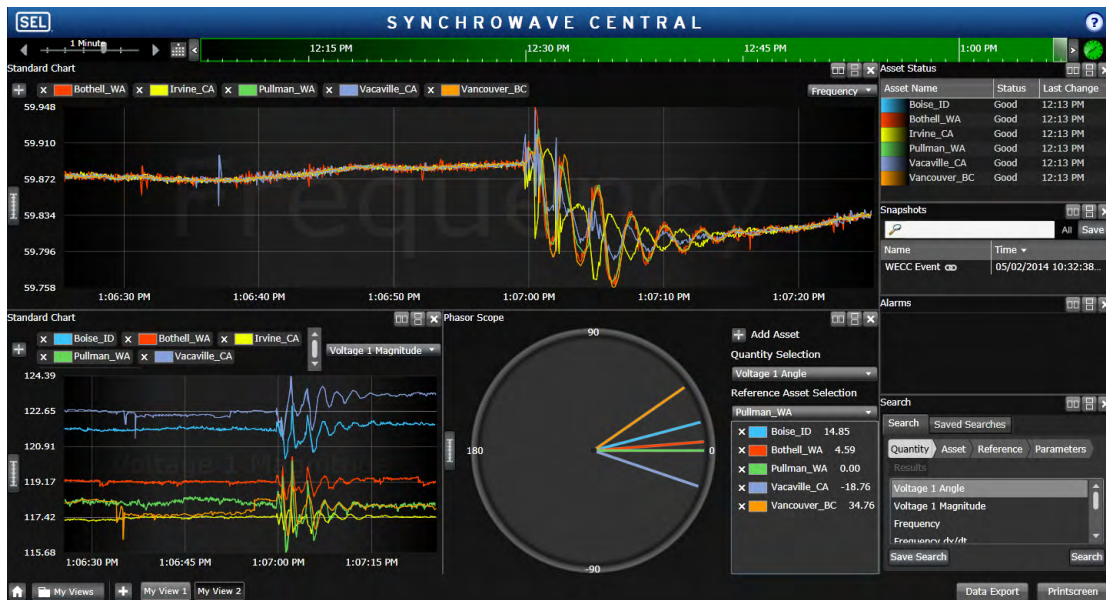 SEL SYNCHROWAVE CENTRAL ?
1 Minute 12:15 PM 12:30 PM 12:45 PM 1:00 PM
Standard Chart
Bothell_WA Irvine_CA Pullman_WA Vacaville_CA Vancouver_BC Frequency
Frequency
59.948
59.910
59.872
59.834
59.796
59.758
1:06:30 PM 1:06:40 PM 1:06:50 PM 1:07:00 PM 1:07:10 PM 1:07:20 PM
Asset Status
Asset Name Status Last Change
Boise_ID Good 12:13 PM
Bothell_WA Good 12:13 PM
Irvine_CA Good 12:13 PM
Pullman_WA Good 12:13 PM
Vacaville_CA Good 12:13 PM
Vancouver_BC Good 12:13 PM
Snapshots
All Save
Name Time
WECC Event 05/02/2014 10:32:38...
Alarms
Standard Chart
Boise_ID Bothell_WA Irvine_CA
Pullman_WA Vacaville_CA
Voltage 1 Magnitude
Voltage 1 Magnitude
124.39
122.65
120.91
119.17
117.42
115.68
1:06:30 PM 1:06:45 PM 1:07:00 PM 1:07:15 PM
Phasor Scope
90
180
0
-90
Add Asset
Quantity Selection
Voltage 1 Angle
Reference Asset Selection
Pullman_WA
Boise_ID 14.85
Bothell_WA 4.59
Pullman_WA 0.00
Vacaville_CA -18.76
Vancouver_BC 34.76
Search
Search Saved Searches
Quantity Asset Reference Parameters
Results
Voltage 1 Angle
Voltage 1 Magnitude
Frequency
Frequency dv/dt
Save Search Search
My Views My View 1 My View 2 Data Export Printscreen